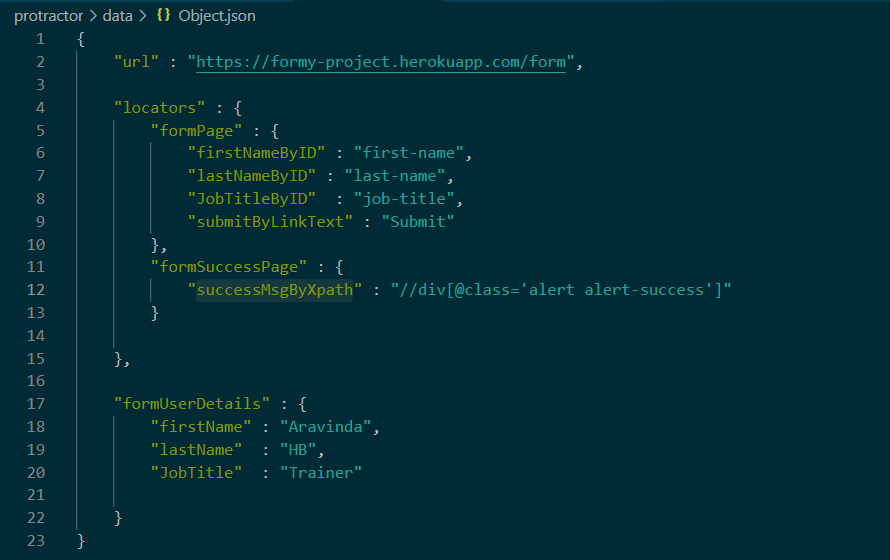 protractor > data > {} Object.json
1 {
2     "url" : "https://formy-project.herokuapp.com/form",
3
4     "locators" : {
5         "formPage" : {
6             "firstNameByID" : "first-name",
7             "lastNameByID" : "last-name",
8             "JobTitleByID"  : "job-title",
9             "submitByLinkText" : "Submit"
10         },
11         "formSuccessPage" : {
12             "successMsgByXpath" : "//div[@class='alert alert-success']"
13         }
14
15     },
16
17     "formUserDetails" : {
18         "firstName" : "Aravinda",
19         "lastName"  : "HB",
20         "JobTitle"  : "Trainer"
21
22     }
23 }